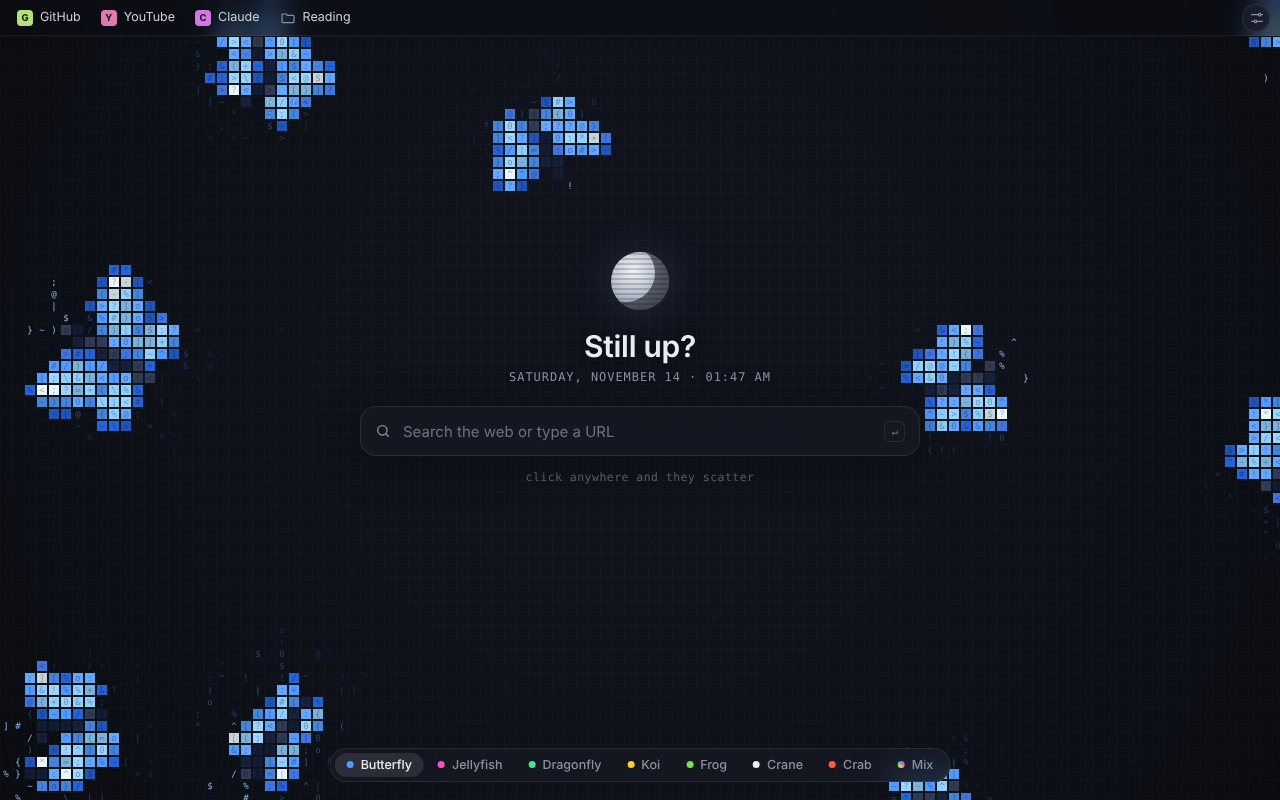 G GitHub Y YouTube C Claude Reading
Still up?
SATURDAY, NOVEMBER 14 · 01:47 AM
Search the web or type a URL
click anywhere and they scatter
Butterfly Jellyfish Dragonfly Koi Frog Crane Crab Mix